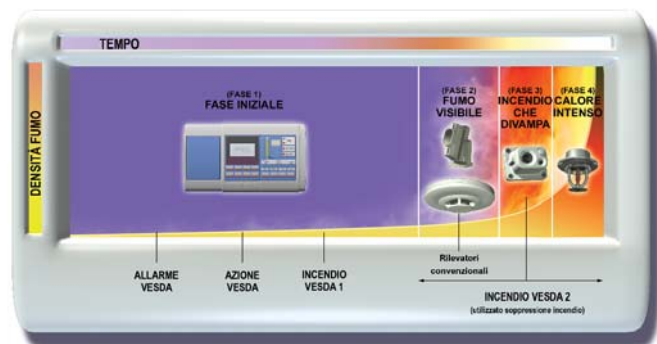 TEMPO
DENSITÀ FUMO
(FASE 1)
FASE INIZIALE
(FASE 2)
FUMO
VISIBILE
(FASE 3)
INCENDIO
CHE
DIVAMPA
(FASE 4)
CALORE
INTENSO
ALLARME
VESDA
AZIONE
VESDA
INCENDIO
VESDA 1
Rilevatori
convenzionali
INCENDIO VESDA 2
(utilizzato soppressione incendio)